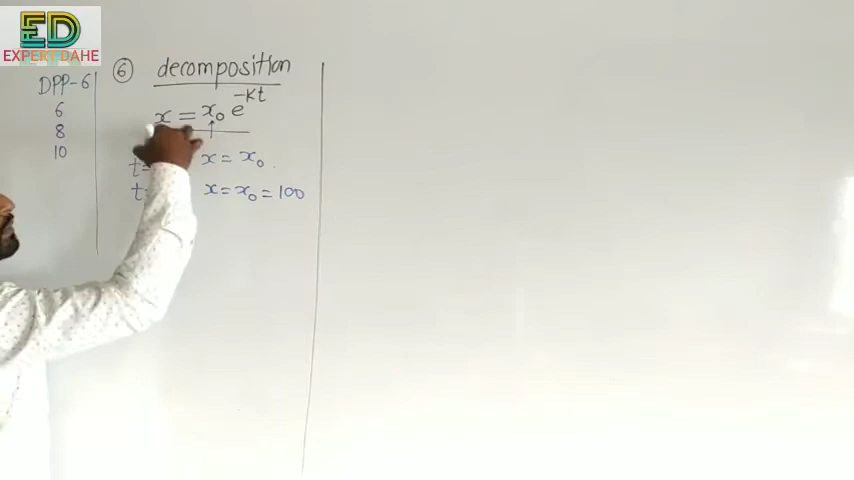 ED
EXPERT DAHE
DPP-6
6
8
10
⑥ decomposition
x = x₀ e^-kt
t= x = x₀.
t= x = x₀ = 100